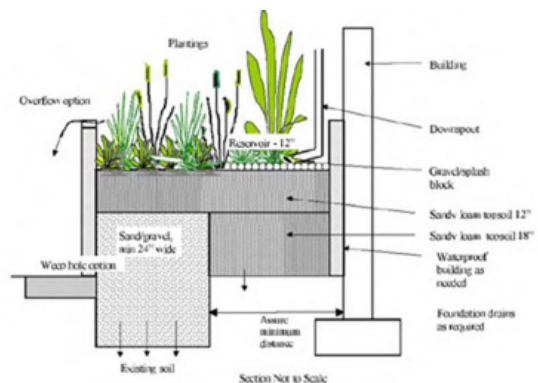 Plantings
Building
Overflow option
Downspout
Reservoir - 12"
Gravel/splash
block
Sandy loam topsoil 12"
Sand/gravel,
min 24" wide
Sandy loam topsoil 18"
Weep hole option
Waterproof
building as
needed
Assure
minimum
distance
Foundation drains
as required
Existing soil
Section Not to Scale